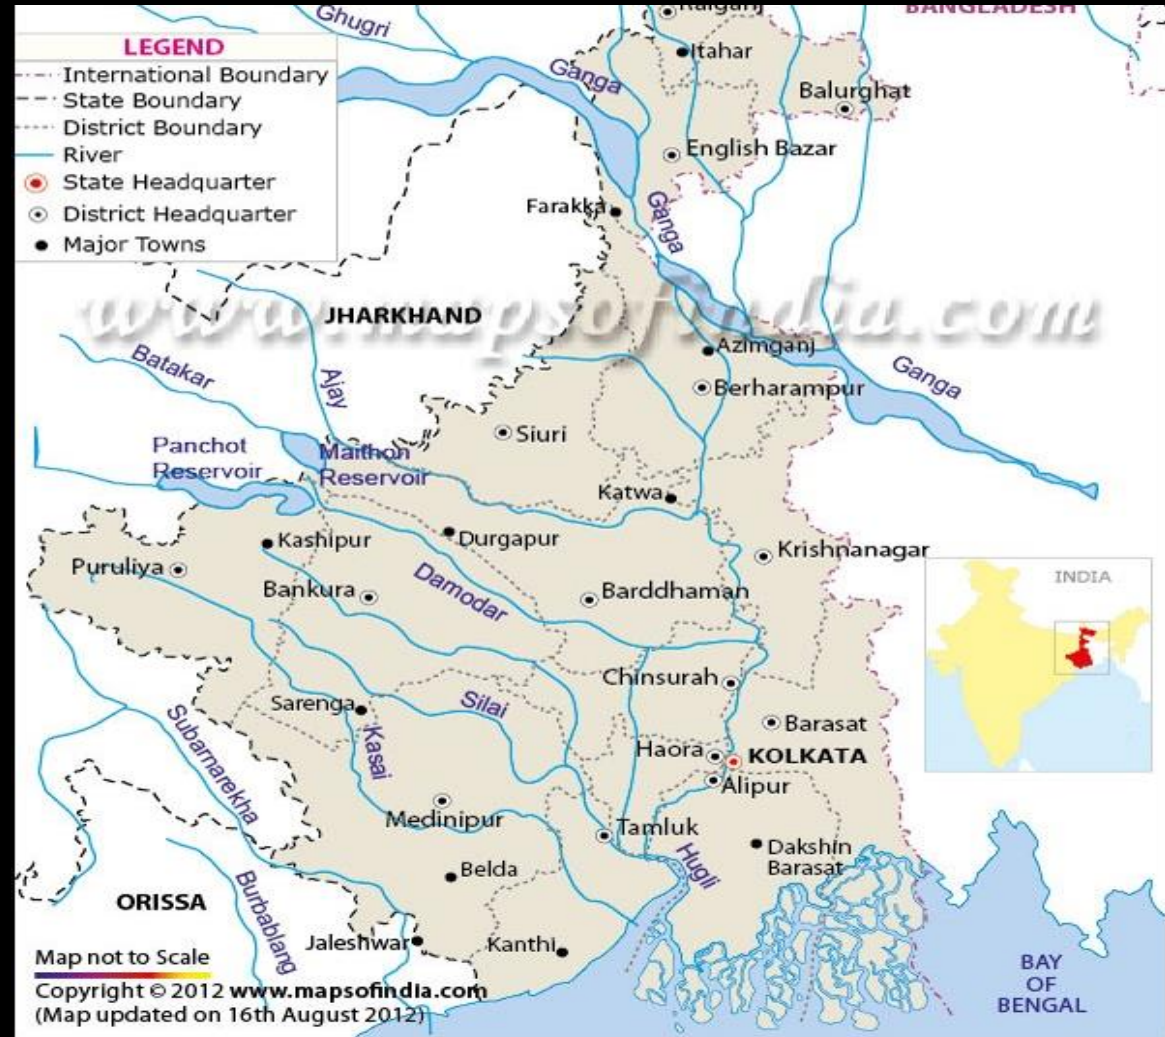 Ghugri
Raiganj
BANGLADESH
LEGEND
International Boundary
State Boundary
District Boundary
River
State Headquarter
District Headquarter
Major Towns
Itahar
Ganga
Balurghat
English Bazar
Farakka
Ganga
www.mapsofindia.com
JHARKHAND
Azimganj
Batakar
Ajay
Berharampur
Ganga
Siuri
Panchot
Reservoir
Maithon
Reservoir
Katwa
Kashipur
Durgapur
Krishnanagar
Puruliya
Bankura
Damodar
Barddhaman
INDIA
Chinsurah
Sarenga
Silai
Barasat
Subarnarekha
Kasai
Haora
KOLKATA
Alipur
Medinipur
Tamluk
Dakshin
Barasat
Hugli
Belda
Burbablang
ORISSA
Jaleshwar
Kanthi
Map not to Scale
Copyright © 2012 www.mapsofindia.com
(Map updated on 16th August 2012)
BAY
OF
BENGAL